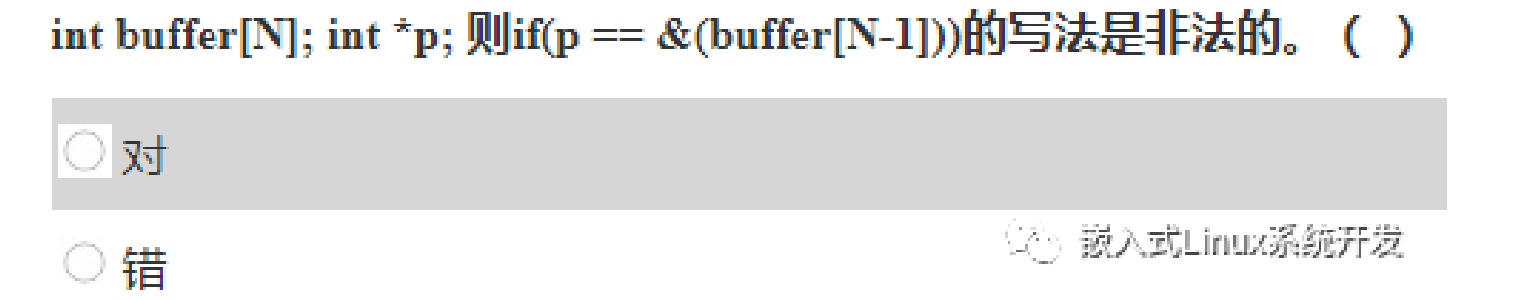 int buffer[N]; int *p; 则if(p == &(buffer[N-1]))的写法是非法的。（ ）
对
嵌入式Linux系统开发
错